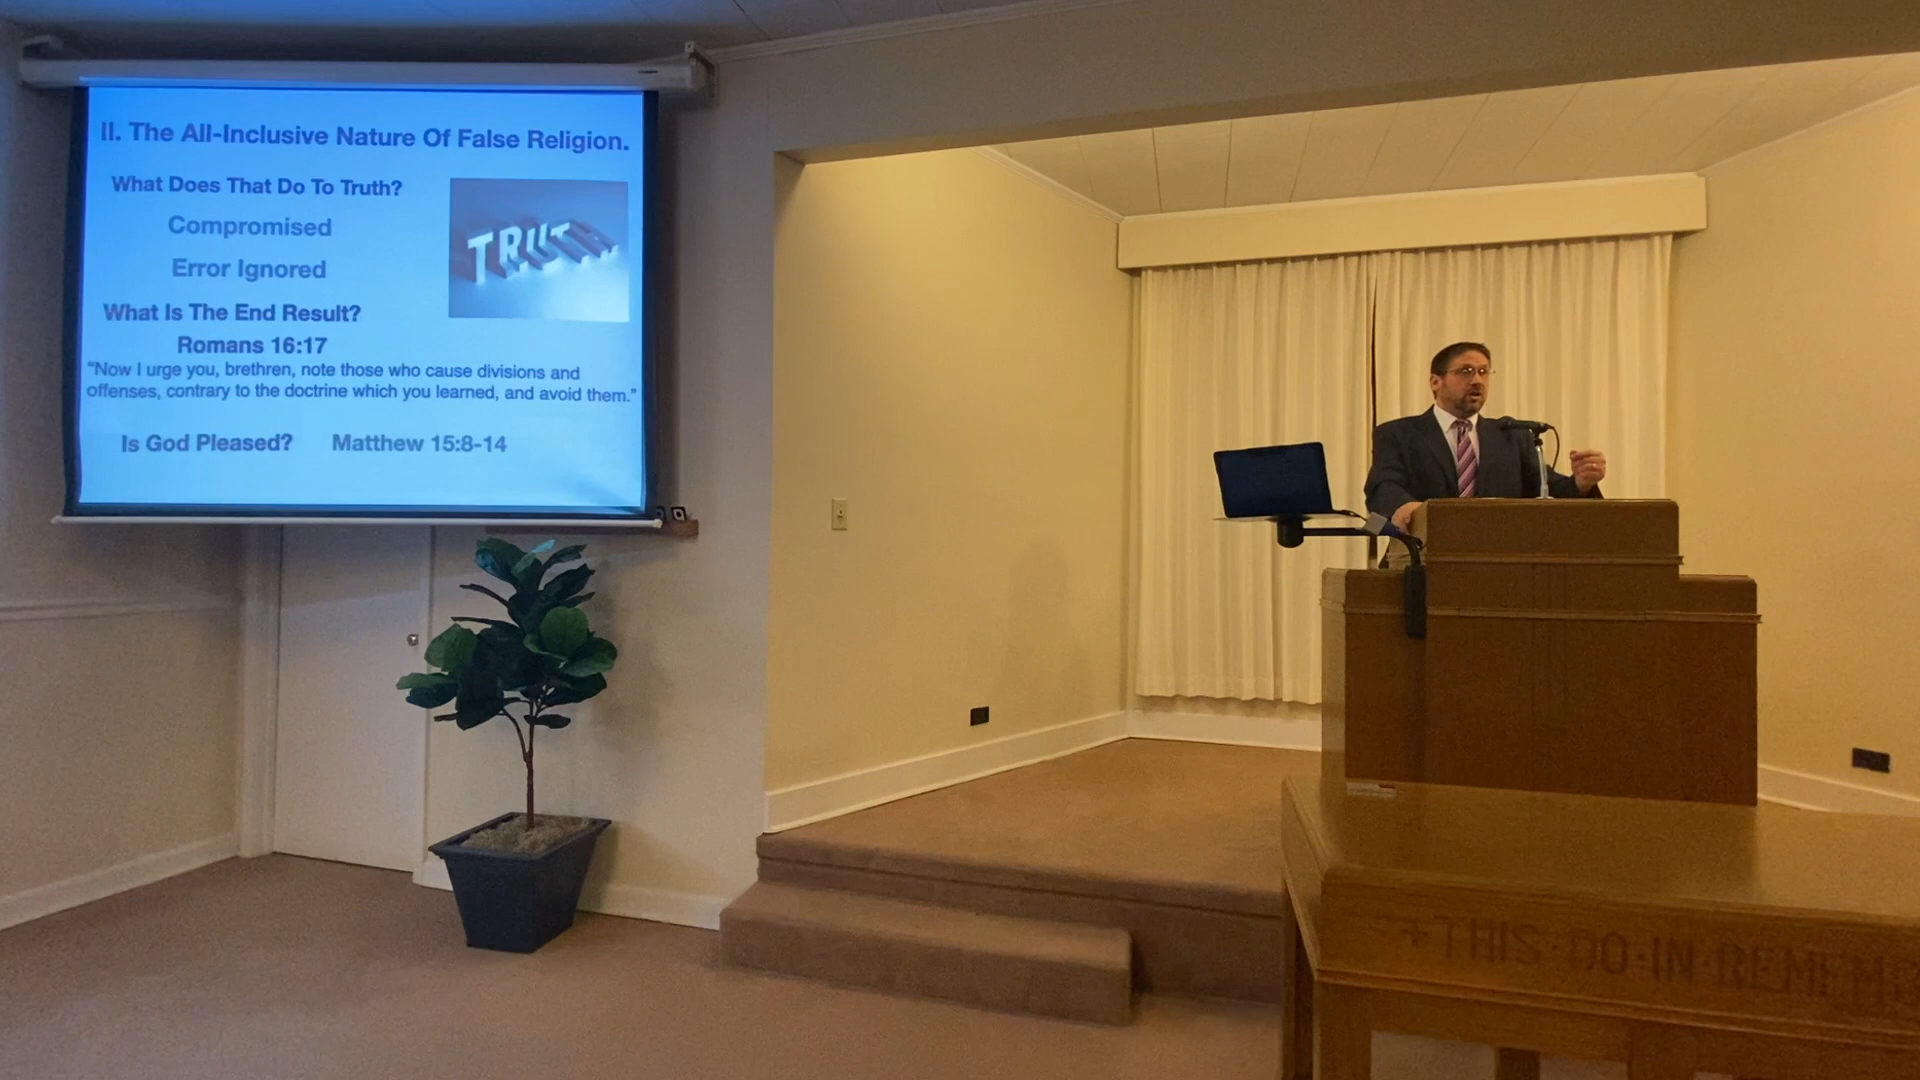 II. The All-Inclusive Nature Of False Religion.
What Does That Do To Truth?
Compromised
Error Ignored
TRUTH
What Is The End Result?
Romans 16:17
“Now I urge you, brethren, note those who cause divisions and
offenses, contrary to the doctrine which you learned, and avoid them.”
Is God Pleased? Matthew 15:8-14
THIS·DO·IN·REMEMR